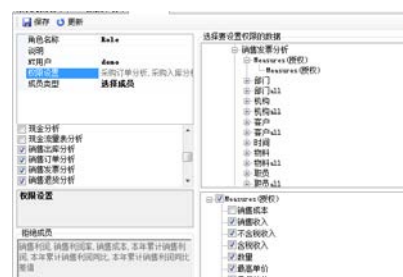 保存 更新
角色名称 Role
说明
权用户 demo
权限设置 采购订单分析,采购入库分
成员类型 选择成员
现金分析
现金流量表分析
销售出库分析
销售订单分析
销售发票分析
销售退货分析
权限设置
拒绝成员
销售利润,销售利润率,销售成本,本年累计销售利
润,本年累计销售利润同比,本年累计销售利润同比
增幅
选择要设置权限的数据
销售发票分析
Measures(授权)
Measures(授权)
部门
部门all
机构
机构all
客户
客户all
时间
物料
物料all
职员
职员all
Measures(授权)
销售成本
销售收入
不含税收入
含税收入
数量
最高单价